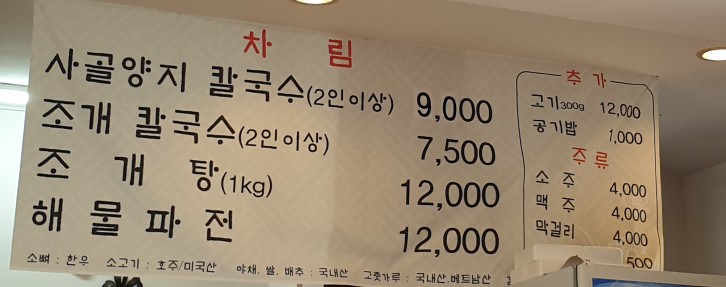 차 림
사골양지 칼국수(2인이상) 9,000
조개 칼국수(2인이상) 7,500
조 개 탕(1kg) 12,000
해 물 파 전 12,000
소뼈 : 한우 소고기 : 호주/미국산 야채, 쌀, 배추 : 국내산 고춧가루 : 국내산,베트남산
추 가
고기300g 12,000
공기밥 1,000
주 류
소 주 4,000
맥 주 4,000
막걸리 4,000
500